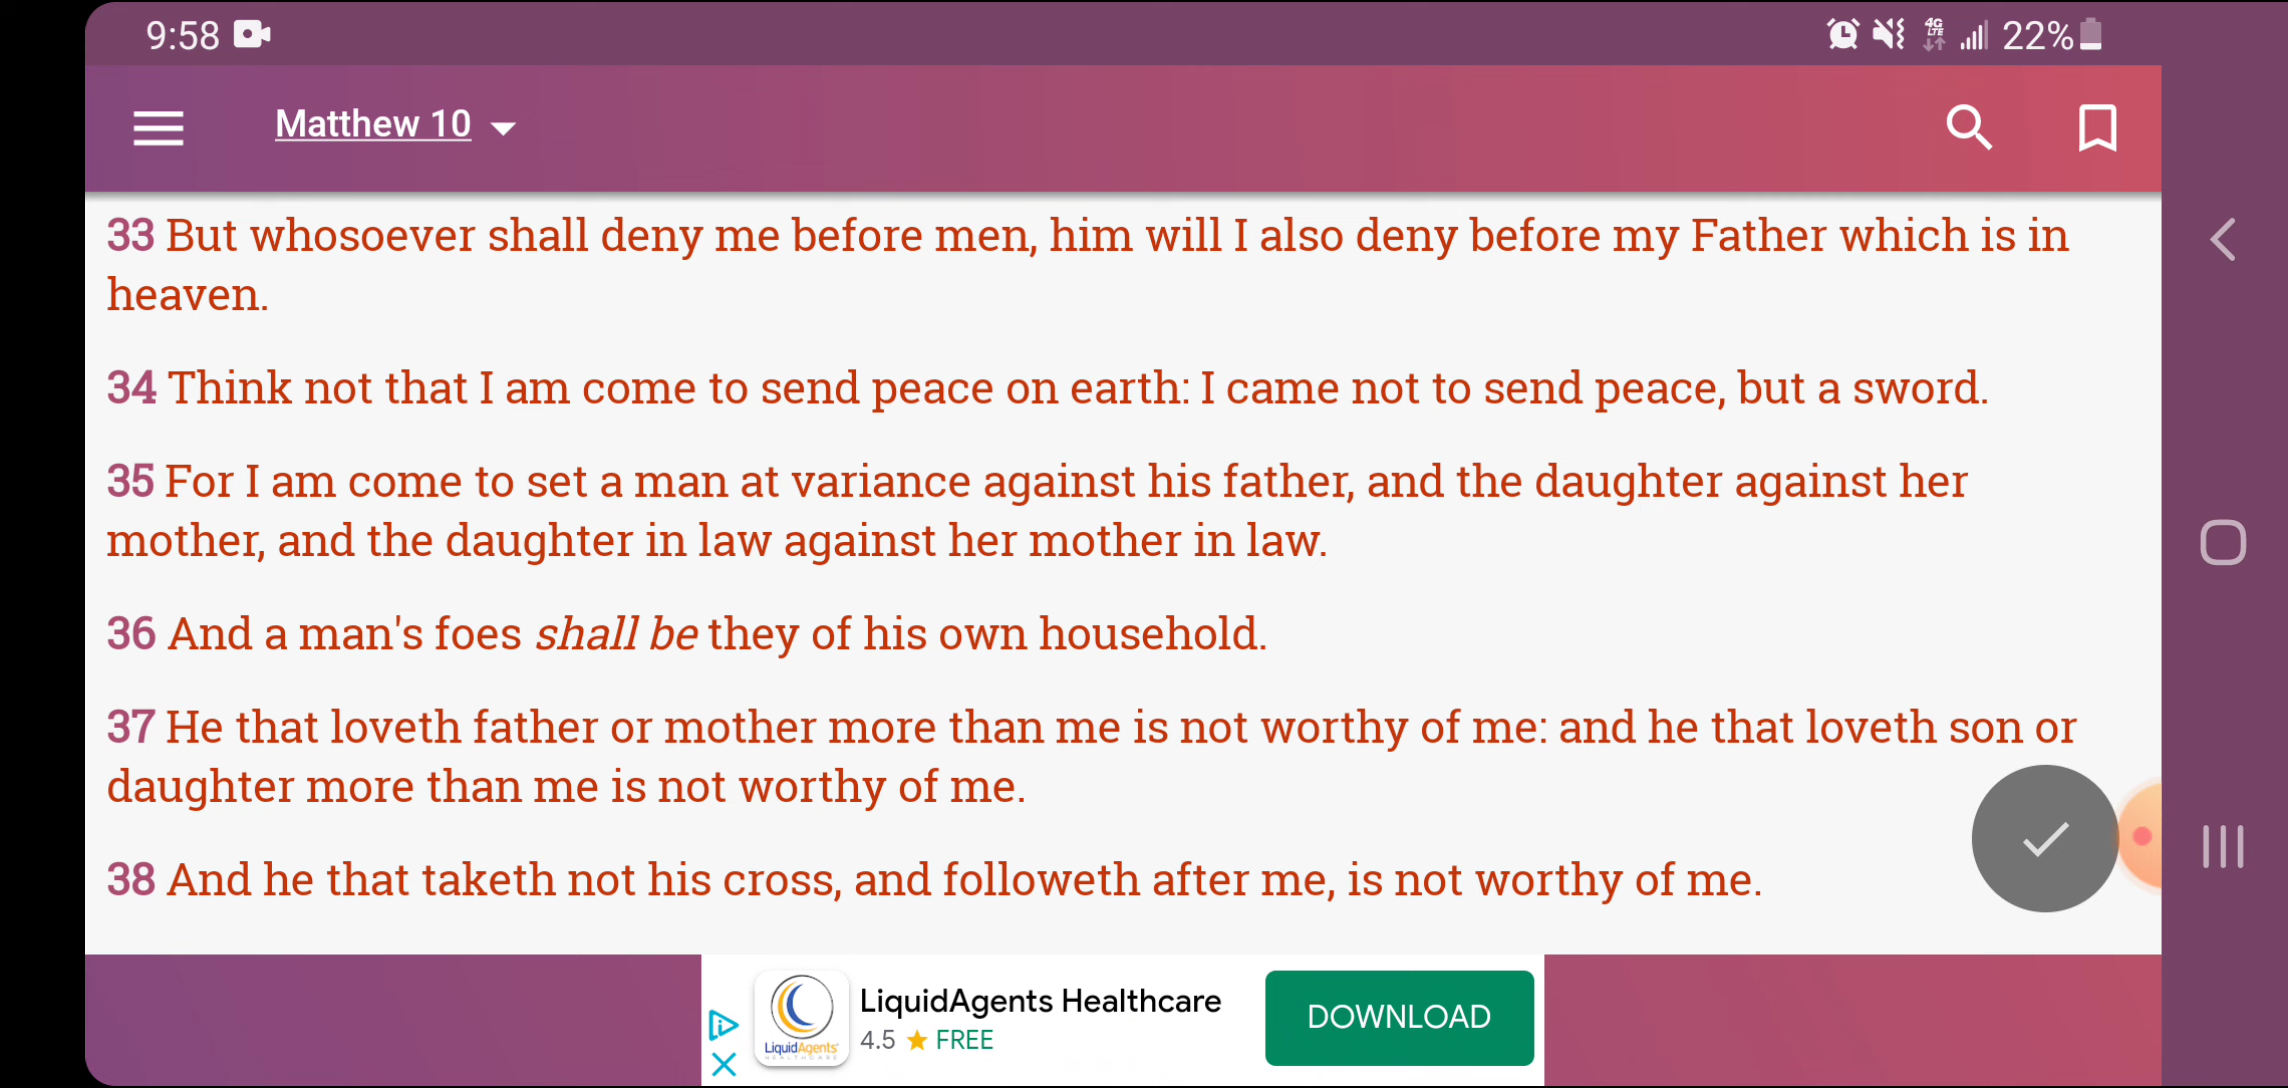 9:58
4G
LTE
22%
Matthew 10
33 But whosoever shall deny me before men, him will I also deny before my Father which is in
heaven.
34 Think not that I am come to send peace on earth: I came not to send peace, but a sword.
35 For I am come to set a man at variance against his father, and the daughter against her
mother, and the daughter in law against her mother in law.
36 And a man's foes shall be they of his own household.
37 He that loveth father or mother more than me is not worthy of me: and he that loveth son or
daughter more than me is not worthy of me.
38 And he that taketh not his cross, and followeth after me, is not worthy of me.
LiquidAgents
HEALTHCARE
LiquidAgents Healthcare
4.5 ★ FREE
DOWNLOAD